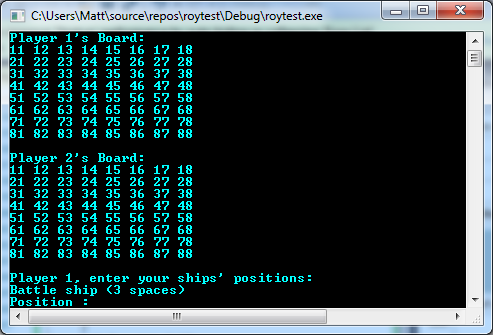 C:\Users\Matt\source\repos\roytest\Debug\roytest.exe
Player 1's Board:
11 12 13 14 15 16 17 18
21 22 23 24 25 26 27 28
31 32 33 34 35 36 37 38
41 42 43 44 45 46 47 48
51 52 53 54 55 56 57 58
61 62 63 64 65 66 67 68
71 72 73 74 75 76 77 78
81 82 83 84 85 86 87 88
Player 2's Board:
11 12 13 14 15 16 17 18
21 22 23 24 25 26 27 28
31 32 33 34 35 36 37 38
41 42 43 44 45 46 47 48
51 52 53 54 55 56 57 58
61 62 63 64 65 66 67 68
71 72 73 74 75 76 77 78
81 82 83 84 85 86 87 88
Player 1, enter your ships' positions:
Battle ship (3 spaces)
Position :